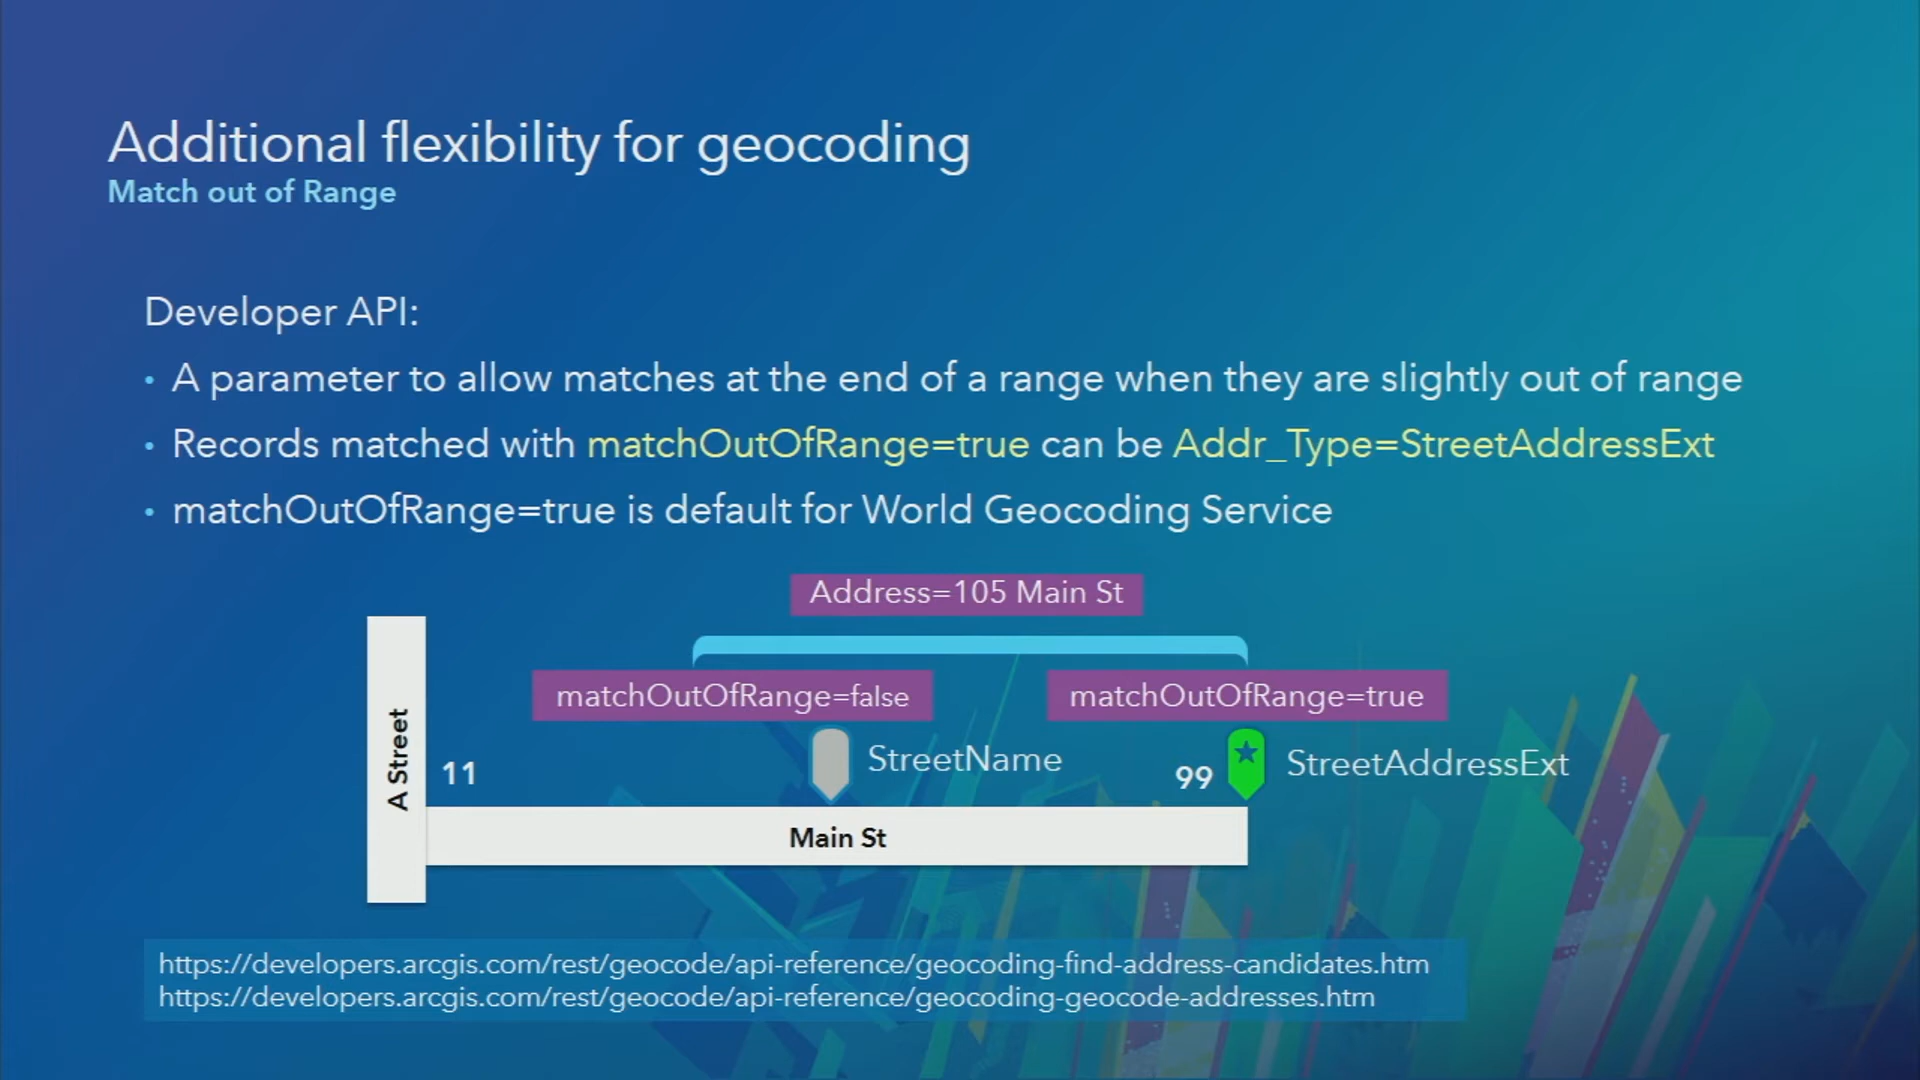 Additional flexibility for geocoding
Match out of Range
Developer API:
• A parameter to allow matches at the end of a range when they are slightly out of range
• Records matched with matchOutOfRange=true can be Addr_Type=StreetAddressExt
• matchOutOfRange=true is default for World Geocoding Service
Address=105 Main St
matchOutOfRange=false
matchOutOfRange=true
A Street
11
StreetName
99
StreetAddressExt
Main St
https://developers.arcgis.com/rest/geocode/api-reference/geocoding-find-address-candidates.htm
https://developers.arcgis.com/rest/geocode/api-reference/geocoding-geocode-addresses.htm